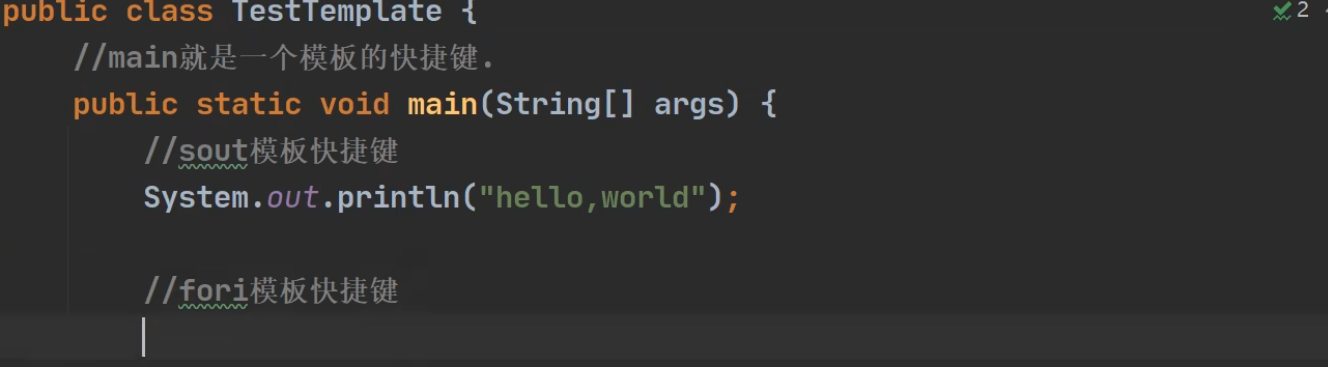 public class TestTemplate {
2
//main就是一个模板的快捷键.
public static void main(String[] args) {
//sout模板快捷键
System.out.println("hello,world");
//fori模板快捷键